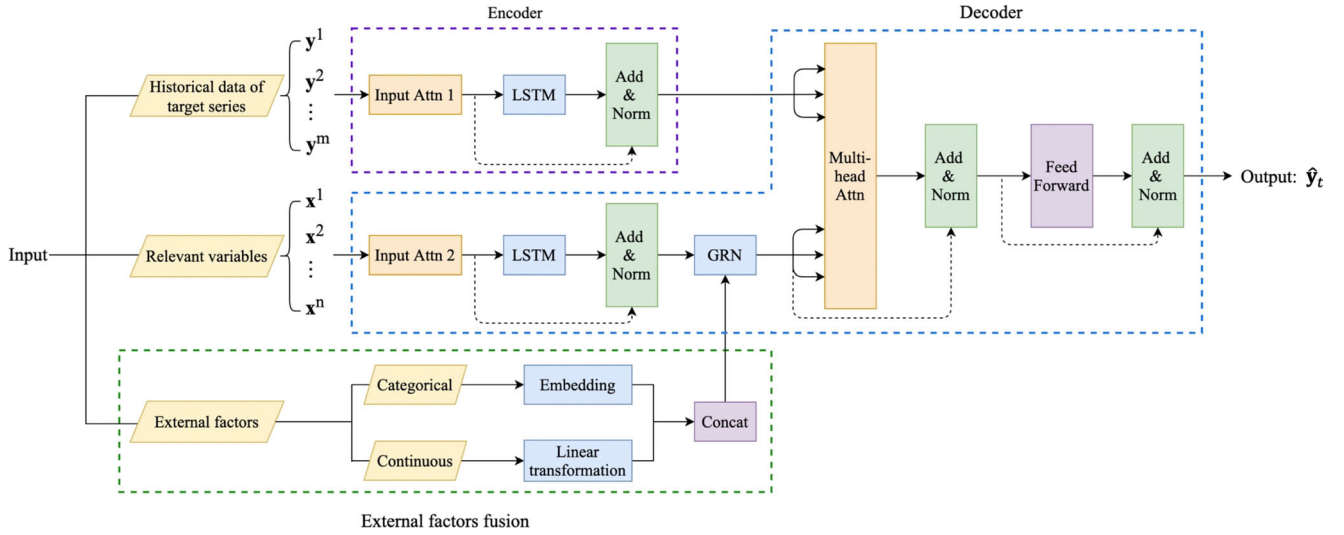 Encoder
Decoder
Input
Historical data of
target series
y¹
y²
⋮
yᵐ
Input Attn 1
LSTM
Add
&
Norm
Multi-
head
Attn
Add
&
Norm
Feed
Forward
Add
&
Norm
Output: ŷₜ
Relevant variables
x¹
x²
⋮
xⁿ
Input Attn 2
LSTM
Add
&
Norm
GRN
External factors
Categorical
Embedding
Continuous
Linear
transformation
Concat
External factors fusion